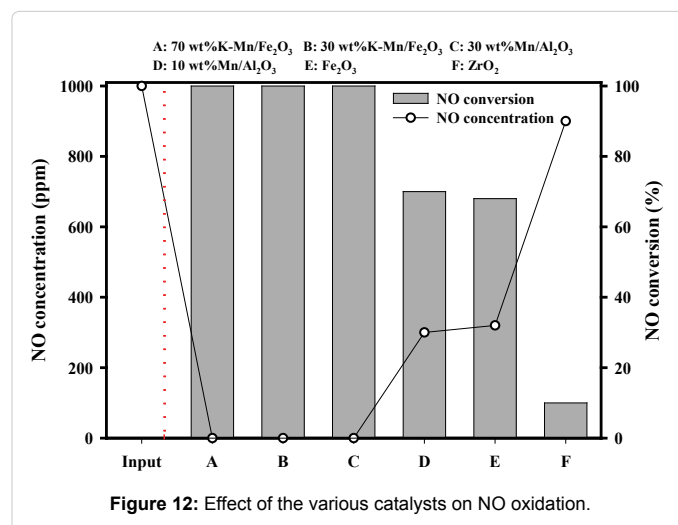 A: 70 wt%K-Mn/Fe₂O₃ B: 30 wt%K-Mn/Fe₂O₃ C: 30 wt%Mn/Al₂O₃
D: 10 wt%Mn/Al₂O₃ E: Fe₂O₃ F: ZrO₂
NO conversion
NO concentration
NO concentration (ppm)
1000
800
600
400
200
0
100
80
60
40
20
0
NO conversion (%)
Input A B C D E F
Figure 12: Effect of the various catalysts on NO oxidation.